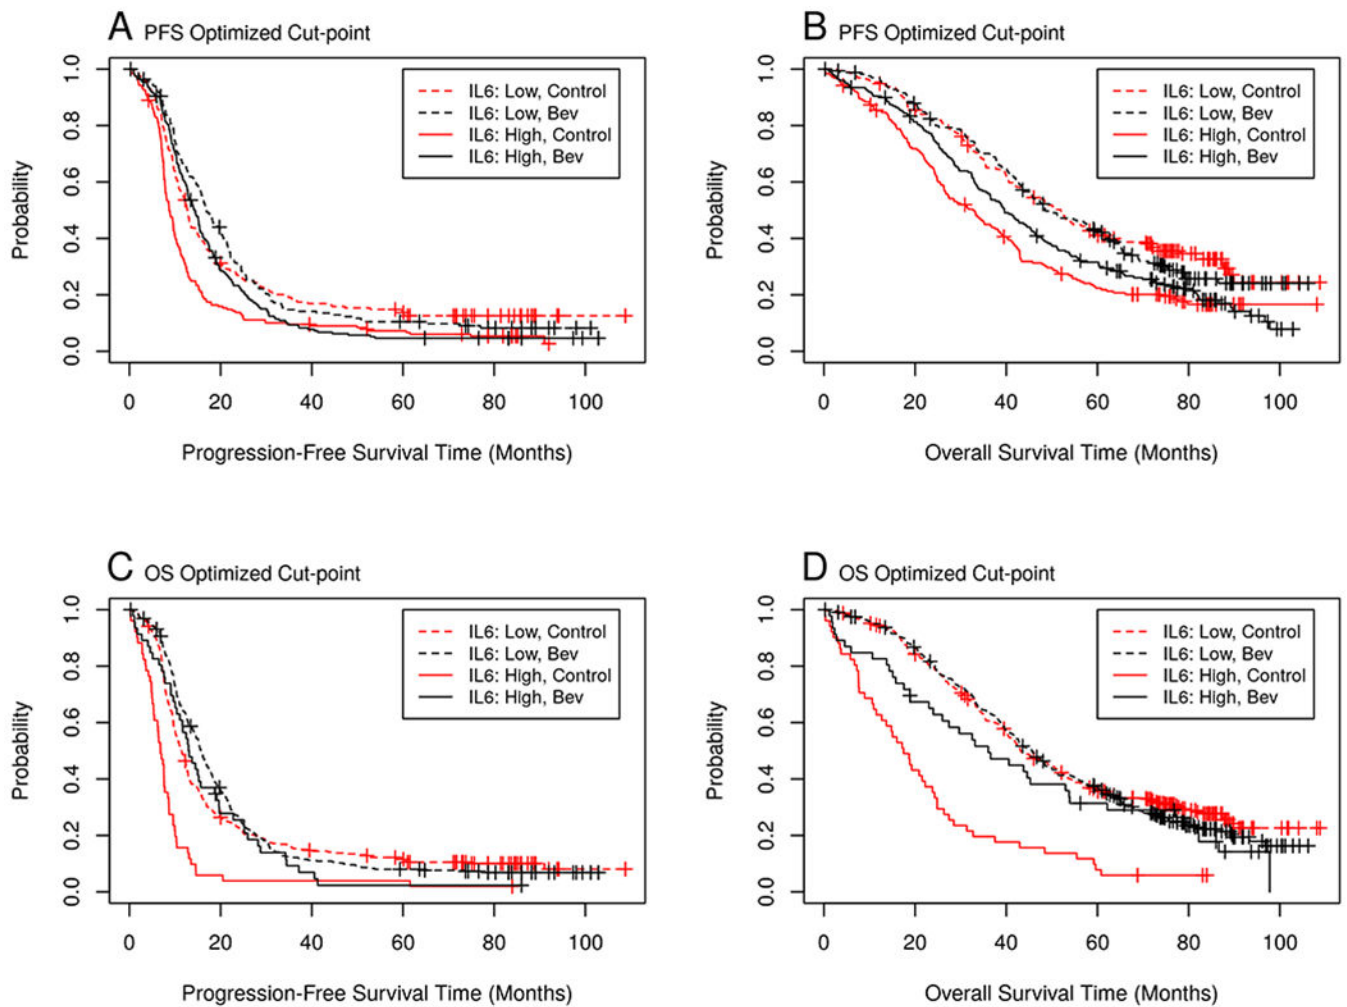 A PFS Optimized Cut-point
Probability
1.0
0.8
0.6
0.4
0.2
0.0
IL6: Low, Control
IL6: Low, Bev
IL6: High, Control
IL6: High, Bev
0 20 40 60 80 100
Progression-Free Survival Time (Months)
B PFS Optimized Cut-point
Probability
1.0
0.8
0.6
0.4
0.2
0.0
IL6: Low, Control
IL6: Low, Bev
IL6: High, Control
IL6: High, Bev
0 20 40 60 80 100
Overall Survival Time (Months)
C OS Optimized Cut-point
Probability
1.0
0.8
0.6
0.4
0.2
0.0
IL6: Low, Control
IL6: Low, Bev
IL6: High, Control
IL6: High, Bev
0 20 40 60 80 100
Progression-Free Survival Time (Months)
D OS Optimized Cut-point
Probability
1.0
0.8
0.6
0.4
0.2
0.0
IL6: Low, Control
IL6: Low, Bev
IL6: High, Control
IL6: High, Bev
0 20 40 60 80 100
Overall Survival Time (Months)